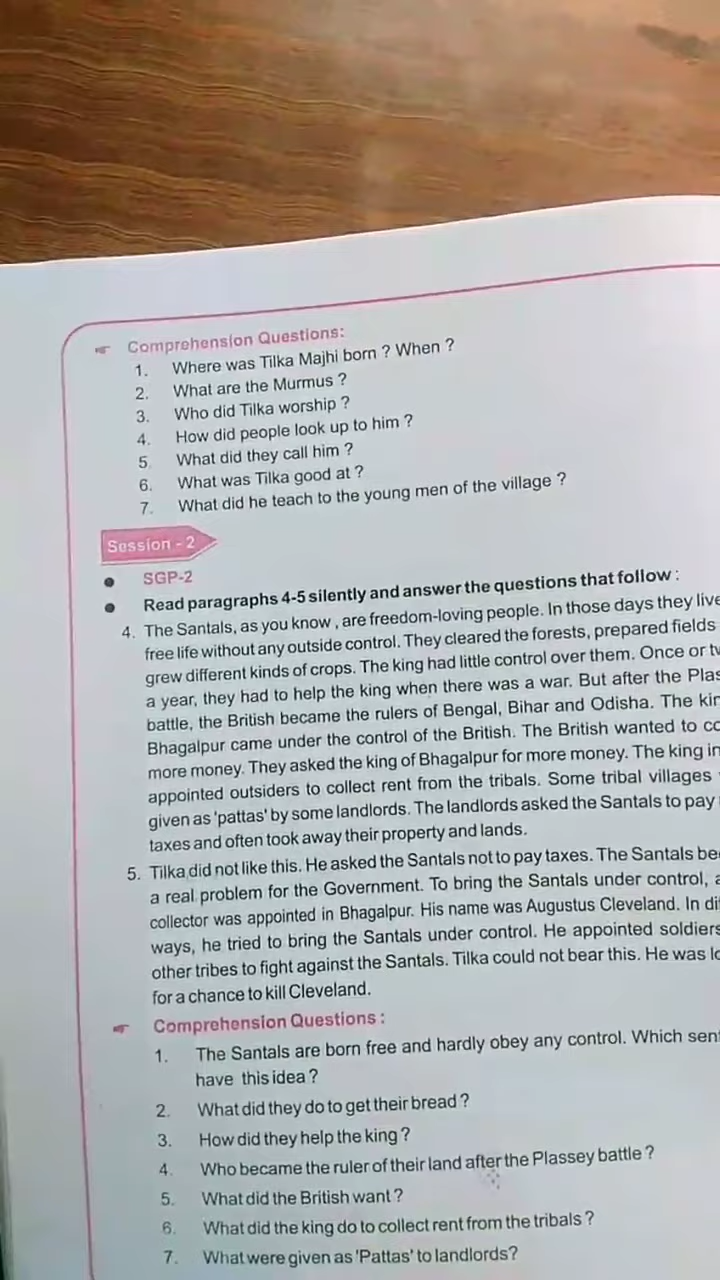 Comprehension Questions:
1. Where was Tilka Majhi born ? When ?
2. What are the Murmus ?
3. Who did Tilka worship ?
4. How did people look up to him ?
5. What did they call him ?
6. What was Tilka good at ?
7. What did he teach to the young men of the village ?
Session - 2
• SGP-2
• Read paragraphs 4-5 silently and answer the questions that follow :
4. The Santals, as you know , are freedom-loving people. In those days they
free life without any outside control. They cleared the forests, prepared fields
grew different kinds of crops. The king had little control over them. Once or
a year, they had to help the king when there was a war. But after the
battle, the British became the rulers of Bengal, Bihar and Odisha. The
Bhagalpur came under the control of the British. The British wanted to
more money. They asked the king of Bhagalpur for more money. The king in
appointed outsiders to collect rent from the tribals. Some tribal villages
given as 'pattas' by some landlords. The landlords asked the Santals to pay
taxes and often took away their property and lands.
5. Tilka did not like this. He asked the Santals not to pay taxes. The Santals
a real problem for the Government. To bring the Santals under control,
collector was appointed in Bhagalpur. His name was Augustus Cleveland. In
ways, he tried to bring the Santals under control. He appointed soldiers
other tribes to fight against the Santals. Tilka could not bear this. He was
for a chance to kill Cleveland.
Comprehension Questions :
1. The Santals are born free and hardly obey any control. Which
have this idea ?
2. What did they do to get their bread ?
3. How did they help the king ?
4. Who became the ruler of their land after the Plassey battle ?
5. What did the British want ?
6. What did the king do to collect rent from the tribals ?
7. What were given as 'Pattas' to landlords?